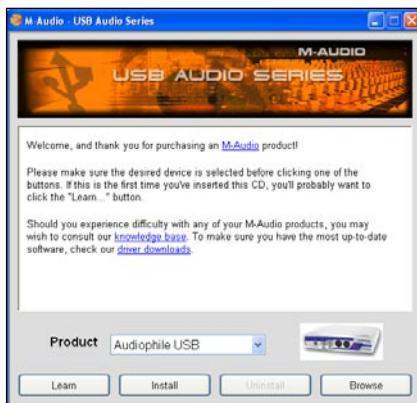 M-Audio - USB Audio Series
M-AUDIO
USB AUDIO SERIES
Welcome, and thank you for purchasing an M-Audio product!
Please make sure the desired device is selected before clicking one of the
buttons. If this is the first time you've inserted this CD, you'll probably want to
click the "Learn..." button.
Should you experience difficulty with any of your M-Audio products, you may
wish to consult our knowledge base. To make sure you have the most up-to-date
software, check our driver downloads.
Product Audiophile USB
Learn Install Uninstall Browse